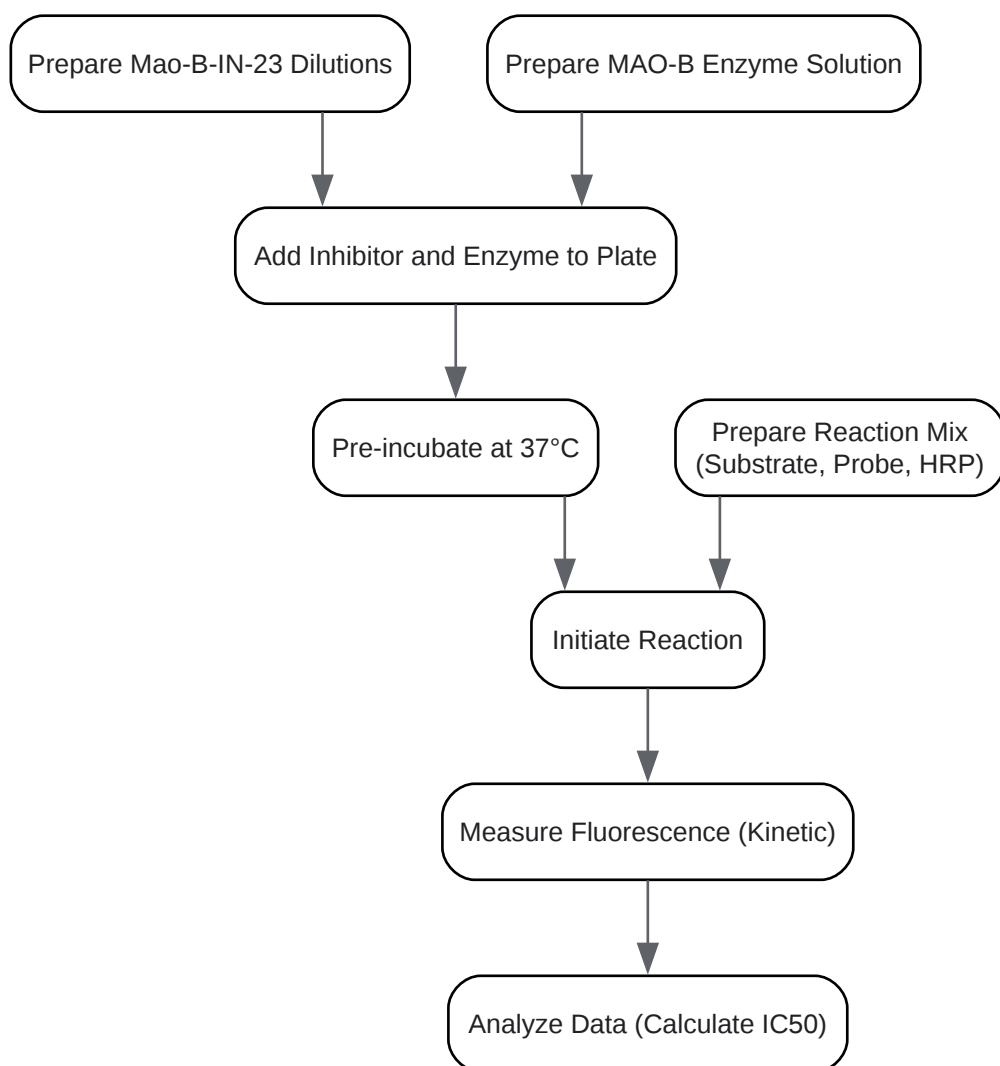 Prepare Mao-B-IN-23 Dilutions
Prepare MAO-B Enzyme Solution
Add Inhibitor and Enzyme to Plate
Pre-incubate at 37°C
Prepare Reaction Mix
(Substrate, Probe, HRP)
Initiate Reaction
Measure Fluorescence (Kinetic)
Analyze Data (Calculate IC50)